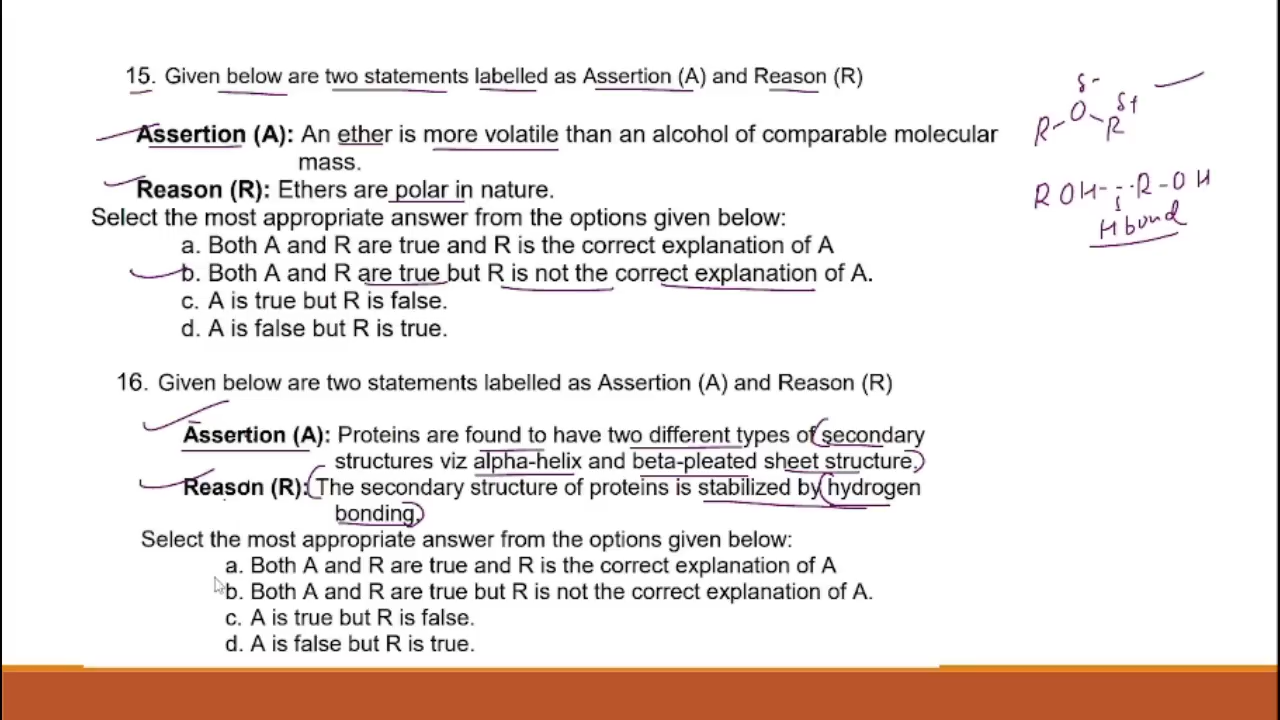 15. Given below are two statements labelled as Assertion (A) and Reason (R)
Assertion (A): An ether is more volatile than an alcohol of comparable molecular
mass.
Reason (R): Ethers are polar in nature.
Select the most appropriate answer from the options given below:
a. Both A and R are true and R is the correct explanation of A
b. Both A and R are true but R is not the correct explanation of A.
c. A is true but R is false.
d. A is false but R is true.
δ-
δ+
R-O-R
ROH---R-OH
H bond
16. Given below are two statements labelled as Assertion (A) and Reason (R)
Assertion (A): Proteins are found to have two different types of secondary
structures viz alpha-helix and beta-pleated sheet structure.
Reason (R): The secondary structure of proteins is stabilized by hydrogen
bonding.
Select the most appropriate answer from the options given below:
a. Both A and R are true and R is the correct explanation of A
b. Both A and R are true but R is not the correct explanation of A.
c. A is true but R is false.
d. A is false but R is true.